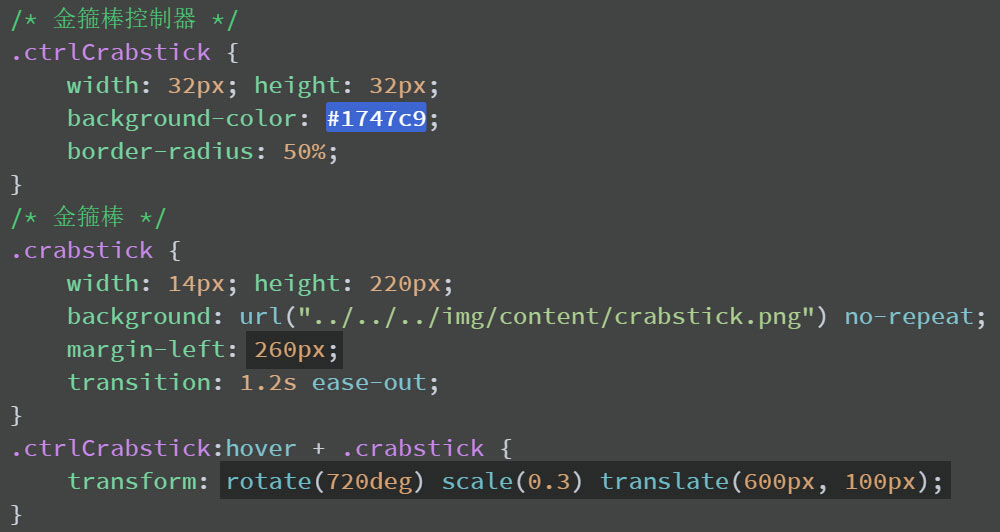 /* 金箍棒控制器 */
.ctrlCrabstick {
width: 32px; height: 32px;
background-color: #1747c9;
border-radius: 50%;
}
/* 金箍棒 */
.crabstick {
width: 14px; height: 220px;
background: url("../../../img/content/crabstick.png") no-repeat;
margin-left: 260px;
transition: 1.2s ease-out;
}
.ctrlCrabstick:hover + .crabstick {
transform: rotate(720deg) scale(0.3) translate(600px, 100px);
}